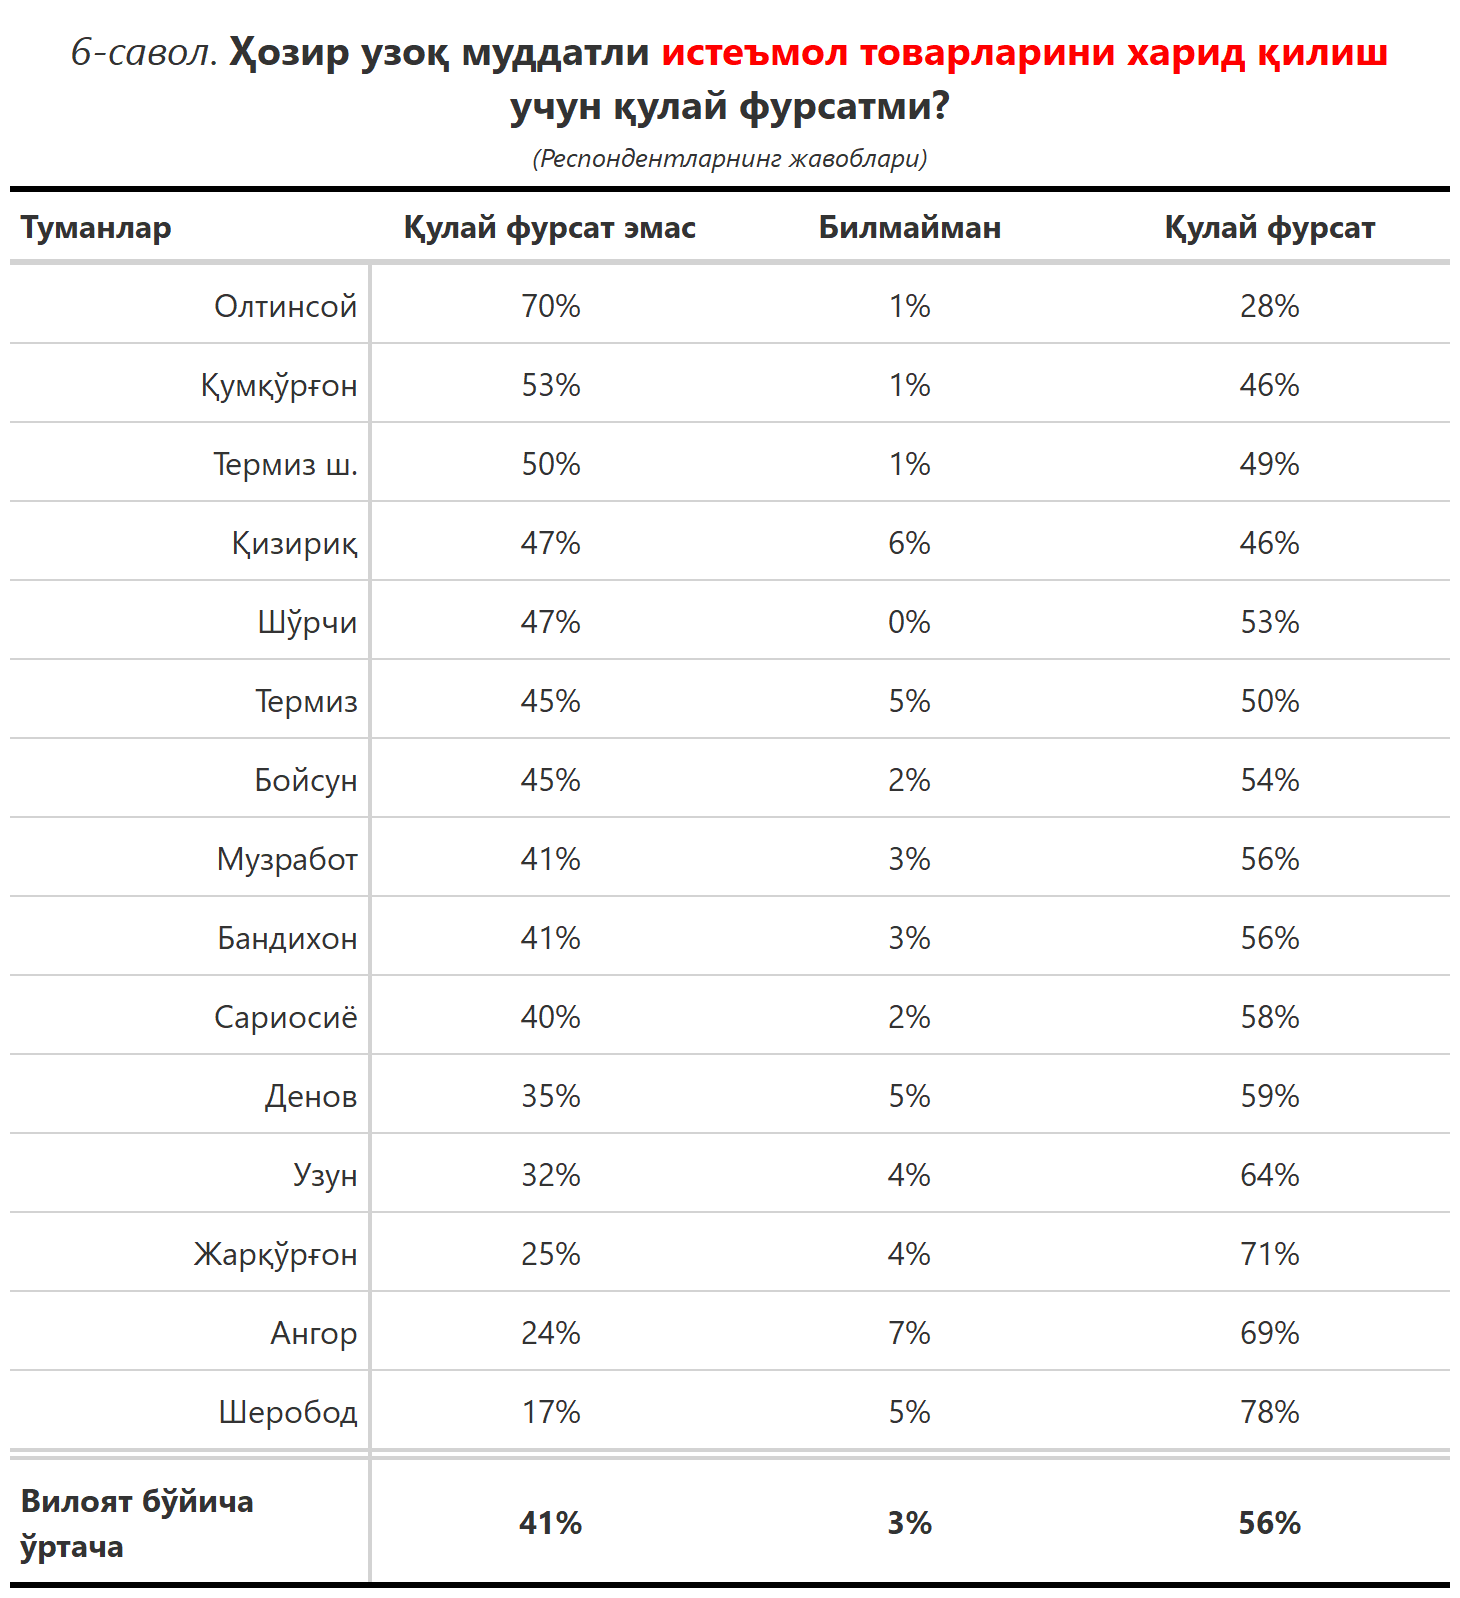 6-савол. Ҳозир узоқ муддатли истеъмол товарларини харид қилиш
учун қулай фурсатми?
(Респондентларнинг жавоблари)
Туманлар Қулай фурсат эмас Билмайман Қулай фурсат
Олтинсой 70% 1% 28%
Қумқўрғон 53% 1% 46%
Термиз ш. 50% 1% 49%
Қизириқ 47% 6% 46%
Шўрчи 47% 0% 53%
Термиз 45% 5% 50%
Бойсун 45% 2% 54%
Музработ 41% 3% 56%
Бандихон 41% 3% 56%
Сариосиё 40% 2% 58%
Денов 35% 5% 59%
Узун 32% 4% 64%
Жарқўрғон 25% 4% 71%
Ангор 24% 7% 69%
Шеробод 17% 5% 78%
Вилоят бўйича
ўртача 41% 3% 56%